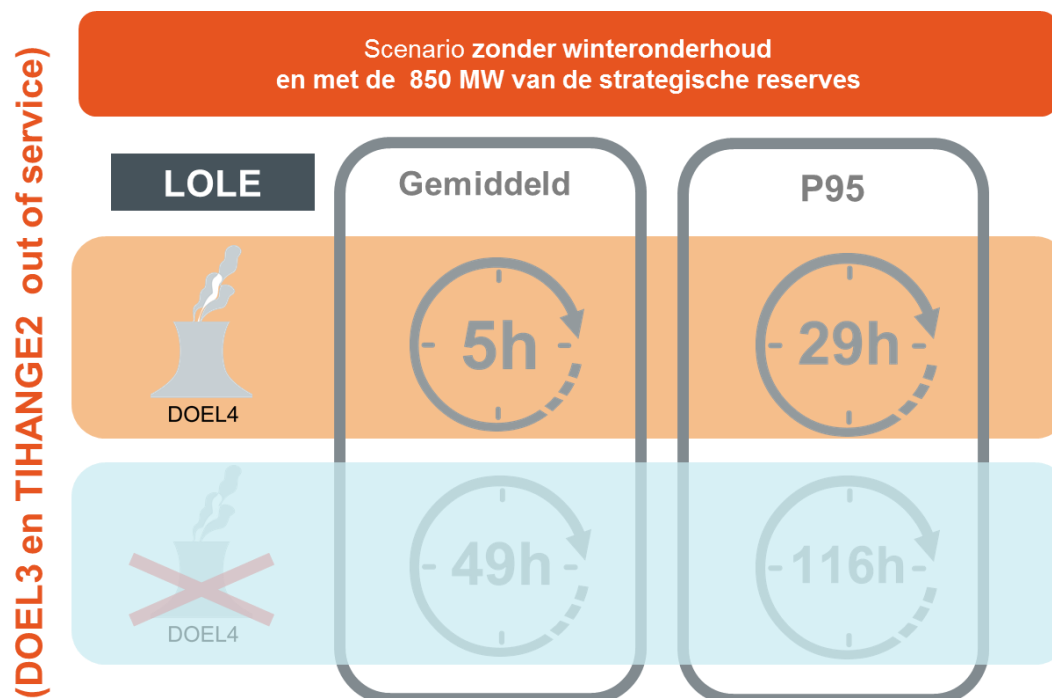 (DOEL3 en TIHANGE2 out of service)
Scenario zonder winteronderhoud
en met de 850 MW van de strategische reserves
LOLE
Gemiddeld
P95
5h
29h
DOEL4
49h
116h
DOEL4